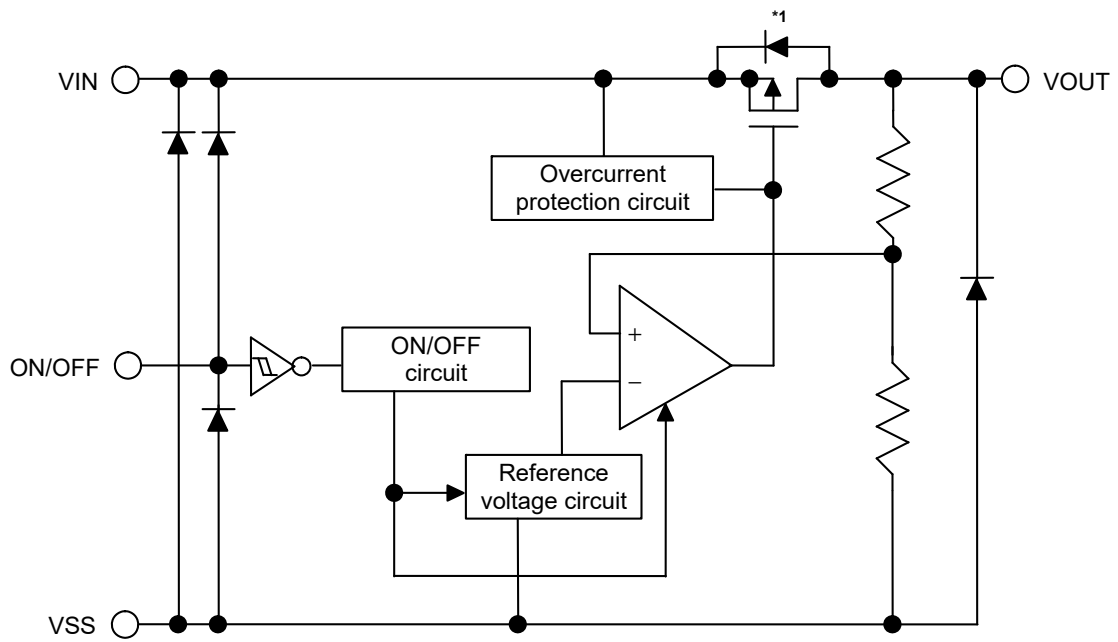 *1
VIN
VOUT
Overcurrent
protection circuit
+
ON/OFF
ON/OFF
circuit
−
Reference
voltage circuit
VSS